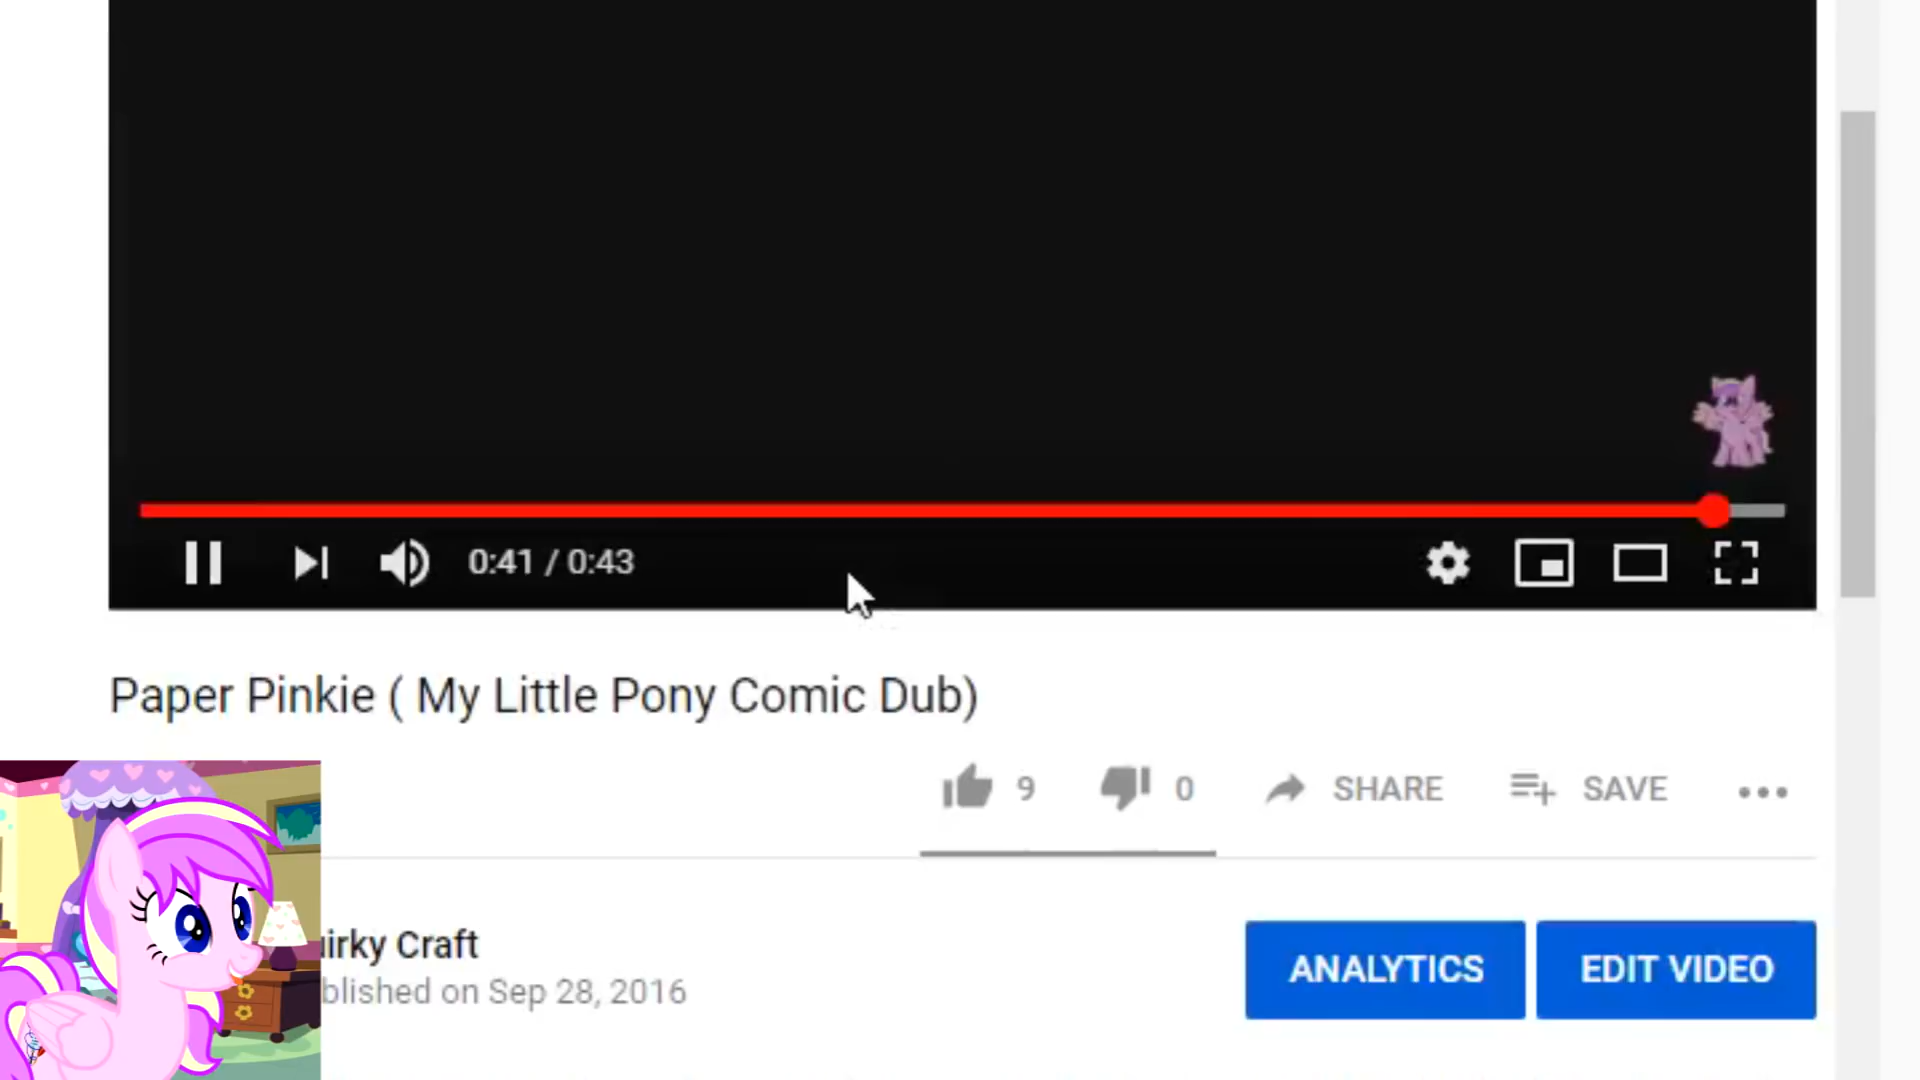 0:41 / 0:43
Paper Pinkie ( My Little Pony Comic Dub)
9 0 SHARE SAVE
irky Craft
blished on Sep 28, 2016
ANALYTICS EDIT VIDEO